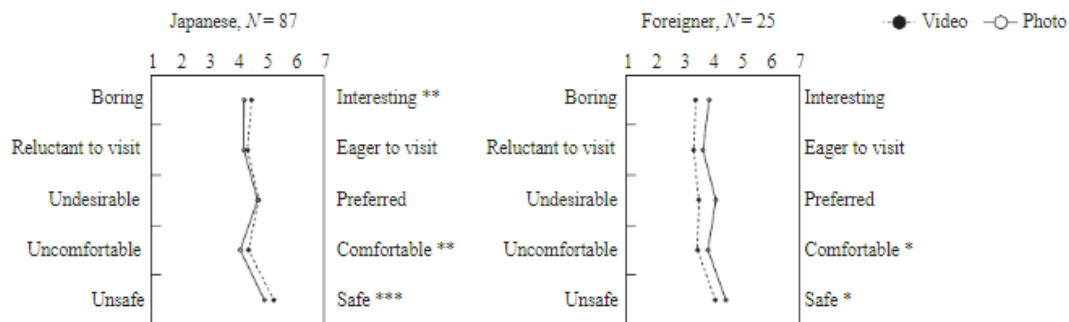 Japanese, N = 87 Foreigner, N = 25 Video Photo
1 2 3 4 5 6 7 1 2 3 4 5 6 7
Boring Interesting ** Boring Interesting
Reluctant to visit Eager to visit Reluctant to visit Eager to visit
Undesirable Preferred Undesirable Preferred
Uncomfortable Comfortable ** Uncomfortable Comfortable *
Unsafe Safe *** Unsafe Safe *